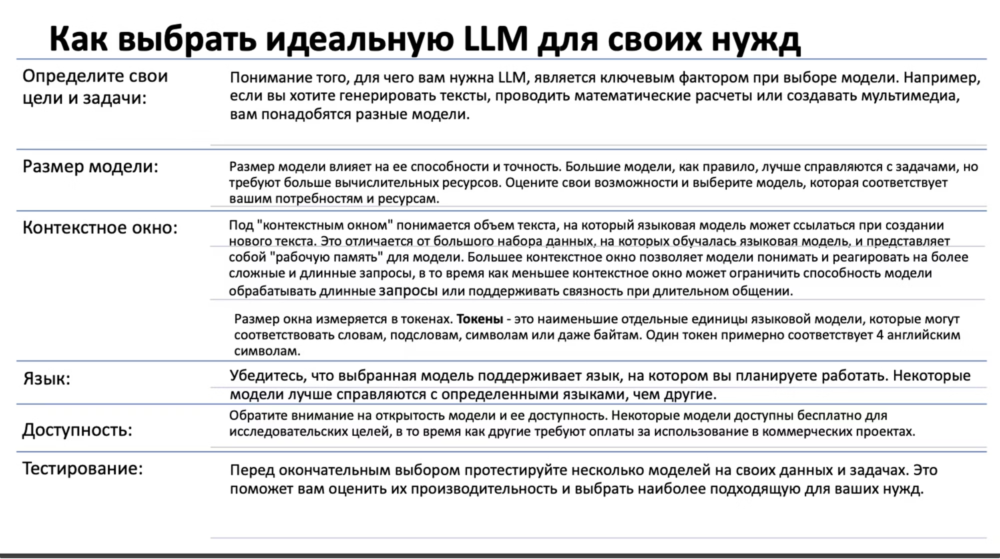 Как выбрать идеальную LLM для своих нужд
Определите свои
цели и задачи:
Понимание того, для чего вам нужна LLM, является ключевым фактором при выборе модели. Например,
если вы хотите генерировать тексты, проводить математические расчеты или создавать мультимедиа,
вам понадобятся разные модели.
Размер модели:
Размер модели влияет на ее способности и точность. Большие модели, как правило, лучше справляются с задачами, но
требуют больше вычислительных ресурсов. Оцените свои возможности и выберите модель, которая соответствует
вашим потребностям и ресурсам.
Контекстное окно:
Под "контекстным окном" понимается объем текста, на который языковая модель может ссылаться при создании
нового текста. Это отличается от большого набора данных, на которых обучалась языковая модель, и представляет
собой "рабочую память" для модели. Большее контекстное окно позволяет модели понимать и реагировать на более
сложные и длинные запросы, в то время как меньшее контекстное окно может ограничить способность модели
обрабатывать длинные запросы или поддерживать связность при длительном общении.
Размер окна измеряется в токенах. Токены - это наименьшие отдельные единицы языковой модели, которые могут
соответствовать словам, подсловам, символам или даже байтам. Один токен примерно соответствует 4 английским
символам.
Язык:
Убедитесь, что выбранная модель поддерживает язык, на котором вы планируете работать. Некоторые
модели лучше справляются с определенными языками, чем другие.
Доступность:
Обратите внимание на открытость модели и ее доступность. Некоторые модели доступны бесплатно для
исследовательских целей, в то время как другие требуют оплаты за использование в коммерческих проектах.
Тестирование:
Перед окончательным выбором протестируйте несколько моделей на своих данных и задачах. Это
поможет вам оценить их производительность и выбрать наиболее подходящую для ваших нужд.